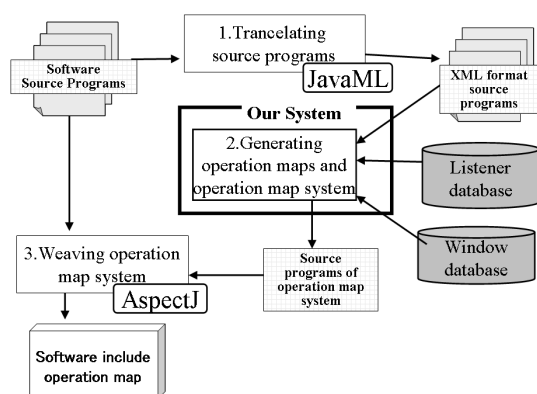 1.Trancelating
source programs
JavaML
Software
Source Programs
XML format
source
programs
Our System
2.Generating
operation maps and
operation map system
Listener
database
Window
database
3.Weaving operation
map system
AspectJ
Source
programs of
operation map
system
Software include
operation map